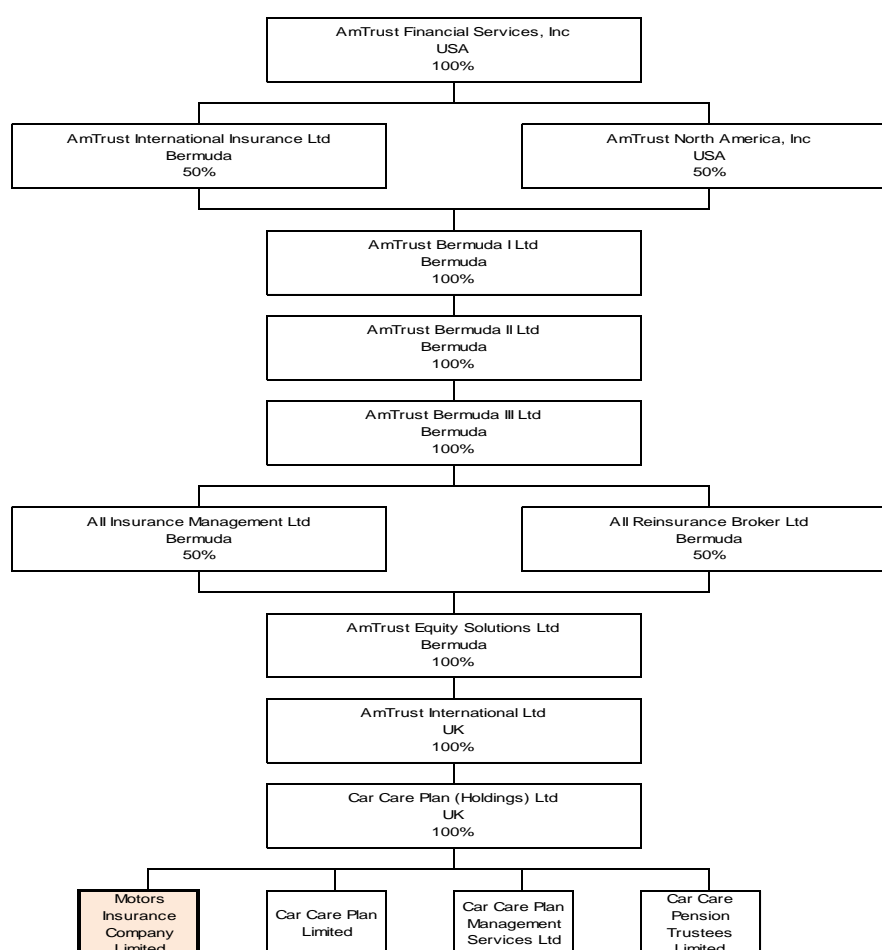 AmTrust Financial Services, Inc
USA
100%
AmTrust International Insurance Ltd
Bermuda
50%
AmTrust North America, Inc
USA
50%
AmTrust Bermuda I Ltd
Bermuda
100%
AmTrust Bermuda II Ltd
Bermuda
100%
AmTrust Bermuda III Ltd
Bermuda
100%
AII Insurance Management Ltd
Bermuda
50%
AII Reinsurance Broker Ltd
Bermuda
50%
AmTrust Equity Solutions Ltd
Bermuda
100%
AmTrust International Ltd
UK
100%
Car Care Plan (Holdings) Ltd
UK
100%
Motors
Insurance
Company
Limited
Car Care Plan
Limited
Car Care Plan
Management
Services Ltd
Car Care
Pension
Trustees
Limited